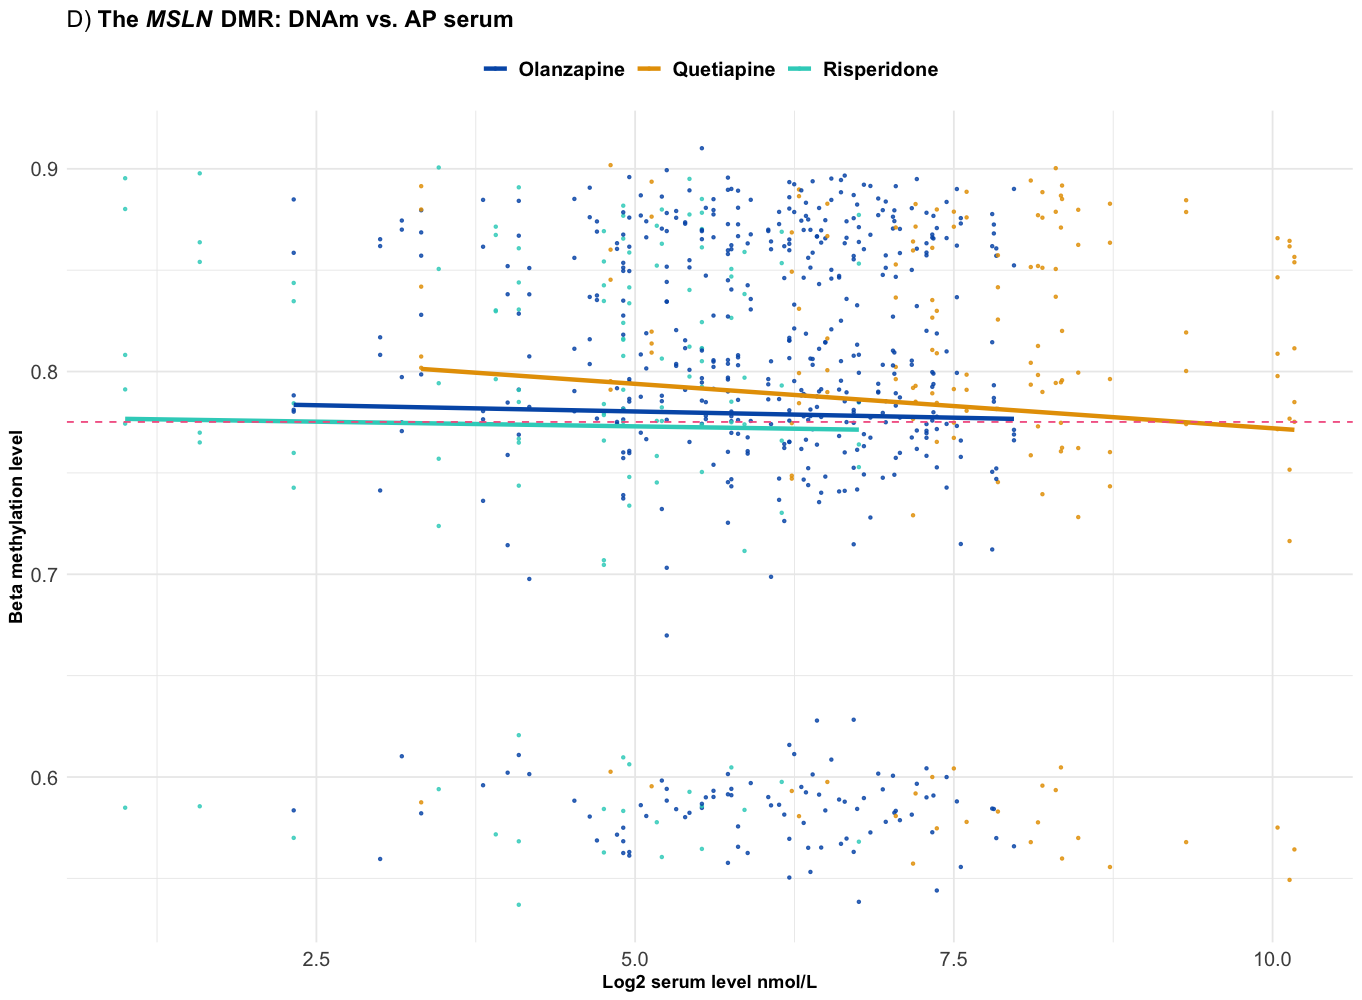 D) The MSLN DMR: DNAm vs. AP serum
Olanzapine Quetiapine Risperidone
0.9
0.8
0.7
0.6
Beta methylation level
2.5 5.0 7.5 10.0
Log2 serum level nmol/L